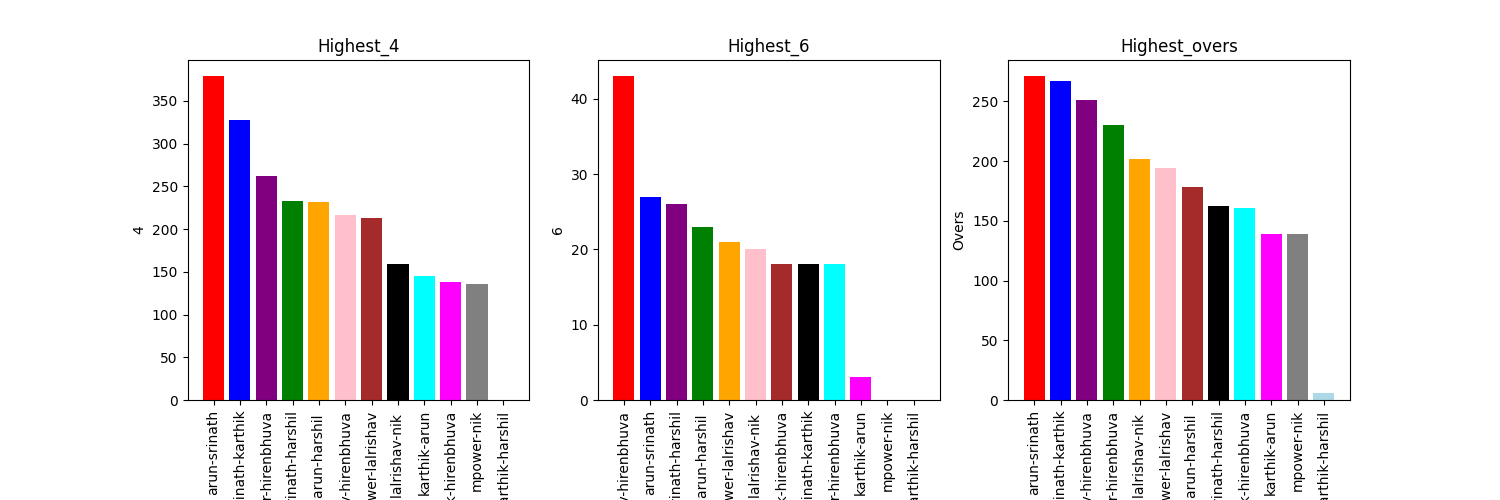 Highest_4
4
350
300
250
200
150
100
50
0
arun-srinath
inath-karthik
r-hirenbhuva
inath-harshil
arun-harshil
y-hirenbhuva
wer-lalrishav
lalrishav-nik
karthik-arun
k-hirenbhuva
mpower-nik
arthik-harshil
Highest_6
6
40
30
20
10
0
y-hirenbhuva
arun-srinath
inath-harshil
arun-harshil
wer-lalrishav
lalrishav-nik
k-hirenbhuva
inath-karthik
r-hirenbhuva
karthik-arun
mpower-nik
arthik-harshil
Highest_overs
Overs
250
200
150
100
50
0
arun-srinath
inath-karthik
y-hirenbhuva
r-hirenbhuva
lalrishav-nik
wer-lalrishav
arun-harshil
inath-harshil
k-hirenbhuva
karthik-arun
mpower-nik
arthik-harshil